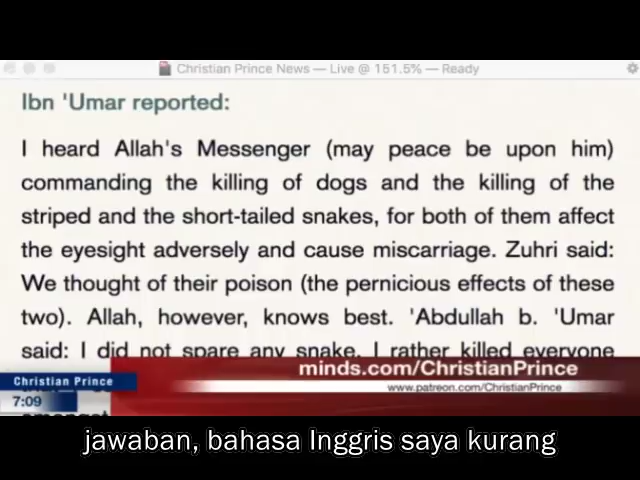 Christian Prince News — Live @ 151.5% — Ready
Ibn 'Umar reported:
I heard Allah's Messenger (may peace be upon him)
commanding the killing of dogs and the killing of the
striped and the short-tailed snakes, for both of them affect
the eyesight adversely and cause miscarriage. Zuhri said:
We thought of their poison (the pernicious effects of these
two). Allah, however, knows best. 'Abdullah b. 'Umar
said: I did not spare any snake. I rather killed everyone
minds.com/ChristianPrince
Christian Prince
www.patreon.com/ChristianPrince
7:09
jawaban, bahasa Inggris saya kurang